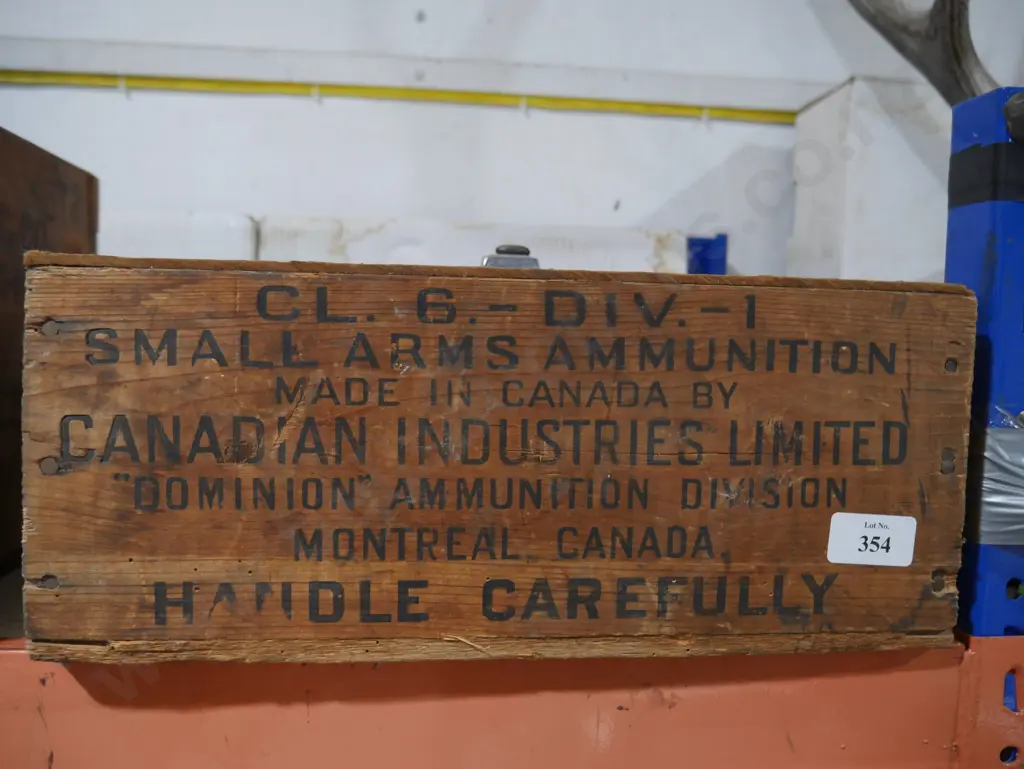 CL. 6.- DIV.-1
SMALL ARMS AMMUNITION
MADE IN CANADA BY
CANADIAN INDUSTRIES LIMITED
"DOMINION" AMMUNITION DIVISION
MONTREAL, CANADA,
HANDLE CAREFULLY
Lot No.
354